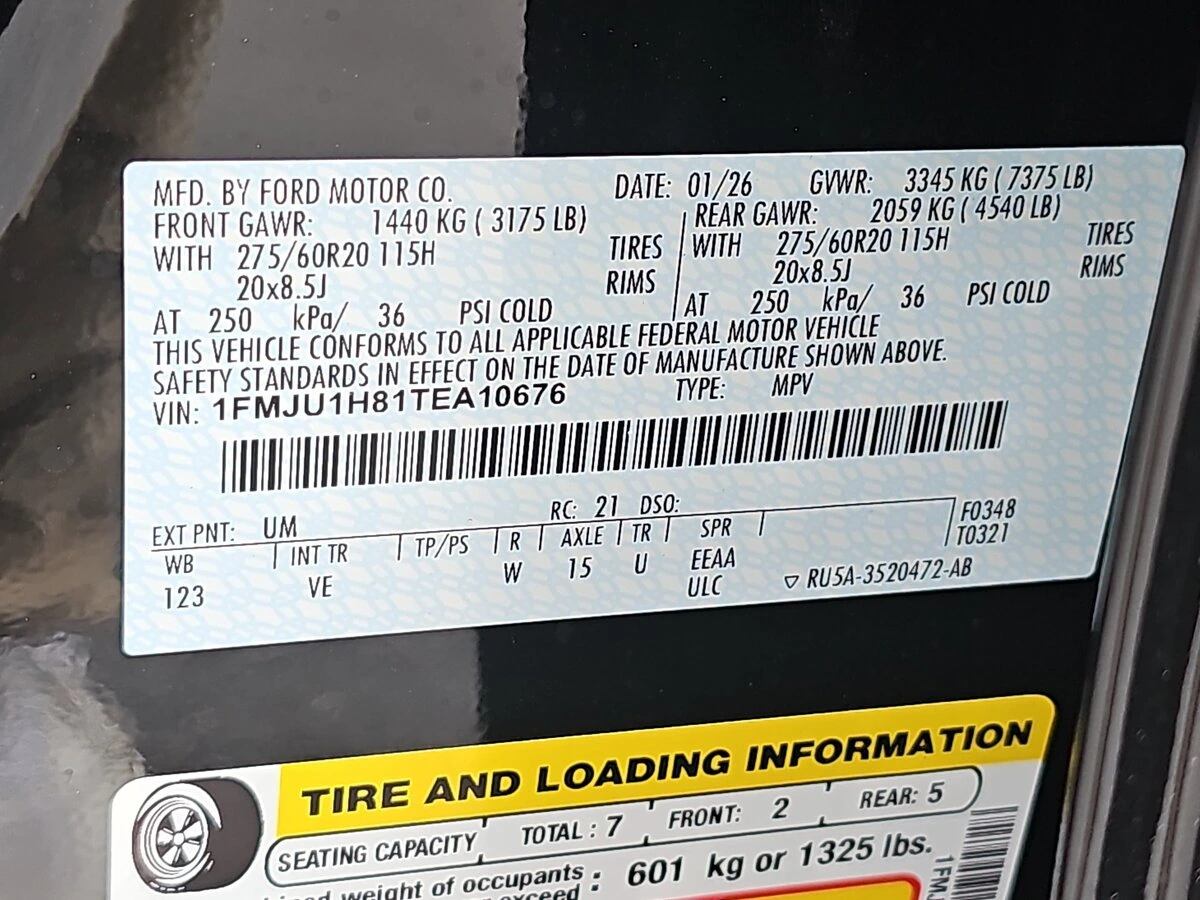 MFD. BY FORD MOTOR CO. DATE: 01/26 GVWR: 3345 KG ( 7375 LB)
FRONT GAWR: 1440 KG ( 3175 LB) REAR GAWR: 2059 KG ( 4540 LB)
WITH 275/60R20 115H TIRES WITH 275/60R20 115H TIRES
20x8.5J RIMS 20x8.5J RIMS
AT 250 kPa/ 36 PSI COLD AT 250 kPa/ 36 PSI COLD
THIS VEHICLE CONFORMS TO ALL APPLICABLE FEDERAL MOTOR VEHICLE
SAFETY STANDARDS IN EFFECT ON THE DATE OF MANUFACTURE SHOWN ABOVE.
VIN: 1FMJU1H81TEA10676 TYPE: MPV
EXT PNT: UM RC: 21 DSO: F0348
WB INT TR TP/PS R AXLE TR SPR T0321
123 VE W 15 U EEAA
ULC ▽ RU5A-3520472-AB
TIRE AND LOADING INFORMATION
SEATING CAPACITY TOTAL : 7 FRONT: 2 REAR: 5
weight of occupants : 601 kg or 1325 lbs.
exceed
1FMJ